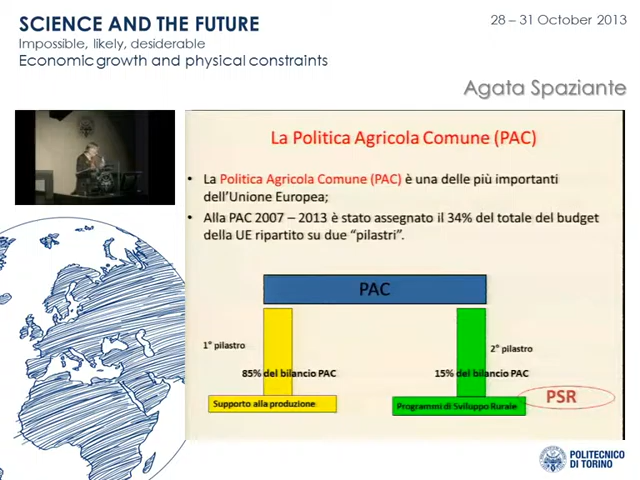 SCIENCE AND THE FUTURE
28 – 31 October 2013
Impossible, likely, desiderable
Economic growth and physical constraints
Agata Spaziante
La Politica Agricola Comune (PAC)
• La Politica Agricola Comune (PAC) è una delle più importanti
dell'Unione Europea;
• Alla PAC 2007 – 2013 è stato assegnato il 34% del totale del budget
della UE ripartito su due "pilastri".
PAC
1° pilastro
2° pilastro
85% del bilancio PAC
15% del bilancio PAC
Supporto alla produzione
Programmi di Sviluppo Rurale
PSR
POLITECNICO
DI TORINO